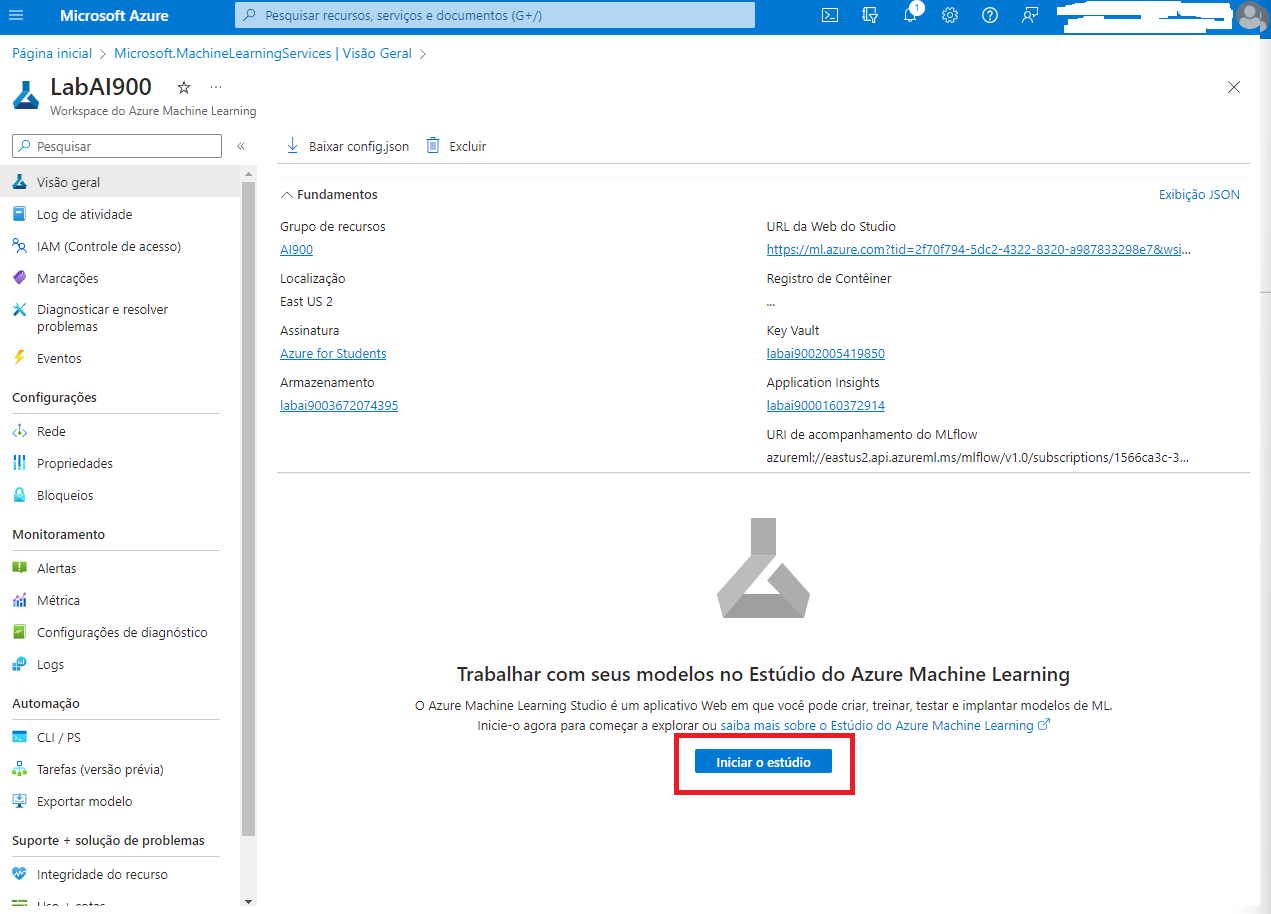 Microsoft Azure
Pesquisar recursos, serviços e documentos (G+/)
1
Página inicial > Microsoft.MachineLearningServices | Visão Geral >
LabAI900
Workspace do Azure Machine Learning
Pesquisar
Visão geral
Log de atividade
IAM (Controle de acesso)
Marcações
Diagnosticar e resolver
problemas
Eventos
Configurações
Rede
Propriedades
Bloqueios
Monitoramento
Alertas
Métrica
Configurações de diagnóstico
Logs
Automação
CLI / PS
Tarefas (versão prévia)
Exportar modelo
Suporte + solução de problemas
Integridade do recurso
Uso + cotas
Baixar config.json
Excluir
Fundamentos
Exibição JSON
Grupo de recursos
AI900
Localização
East US 2
Assinatura
Azure for Students
Armazenamento
labai9003672074395
URL da Web do Studio
https://ml.azure.com?tid=2f70f794-5dc2-4322-8320-a987833298e7&wsi...
Registro de Contêiner
...
Key Vault
labai9002005419850
Application Insights
labai9000160372914
URI de acompanhamento do MLflow
azureml://eastus2.api.azureml.ms/mlflow/v1.0/subscriptions/1566ca3c-3...
Trabalhar com seus modelos no Estúdio do Azure Machine Learning
O Azure Machine Learning Studio é um aplicativo Web em que você pode criar, treinar, testar e implantar modelos de ML.
Inicie-o agora para começar a explorar ou saiba mais sobre o Estúdio do Azure Machine Learning
Iniciar o estúdio